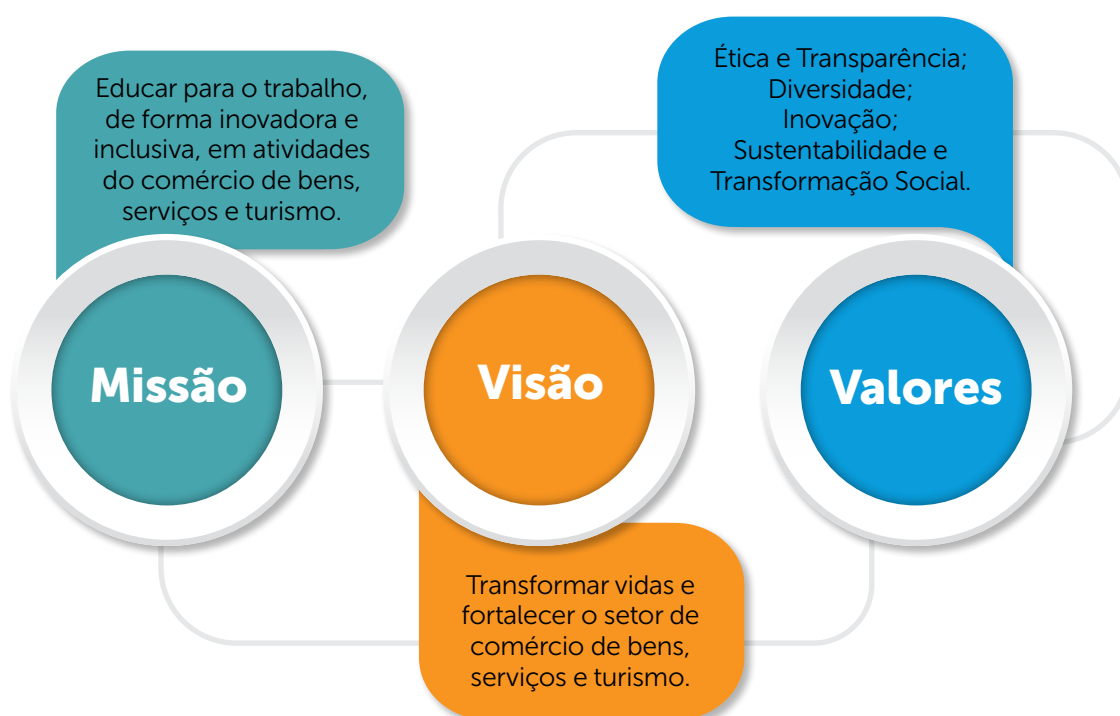 Educar para o trabalho,
de forma inovadora e
inclusiva, em atividades
do comércio de bens,
serviços e turismo.
Missão
Visão
Transformar vidas e
fortalecer o setor de
comércio de bens,
serviços e turismo.
Ética e Transparência;
Diversidade;
Inovação;
Sustentabilidade e
Transformação Social.
Valores